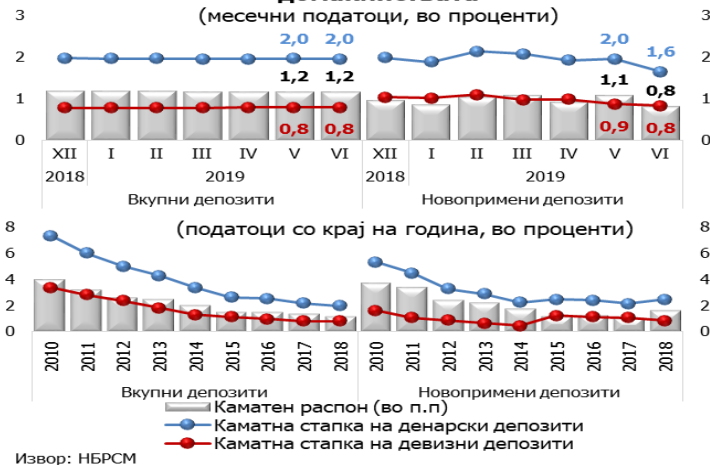 (месечни податоци, во проценти)
3 3
2 2
1 1
0 0
2,0 2,0
1,2 1,2
0,8 0,8
2,0 1,6
1,1 0,8
0,9 0,8
XII I II III IV V VI XII I II III IV V VI
2018 2019 2018 2019
Вкупни депозити Новопримени депозити
(податоци со крај на година, во проценти)
8 8
6 6
4 4
2 2
0 0
2010 2011 2012 2013 2014 2015 2016 2017 2018 2010 2011 2012 2013 2014 2015 2016 2017 2018
Вкупни депозити Новопримени депозити
Каматен распон (во п.п)
Каматна стапка на денарски депозити
Каматна стапка на девизни депозити
Извор: НБРСМ